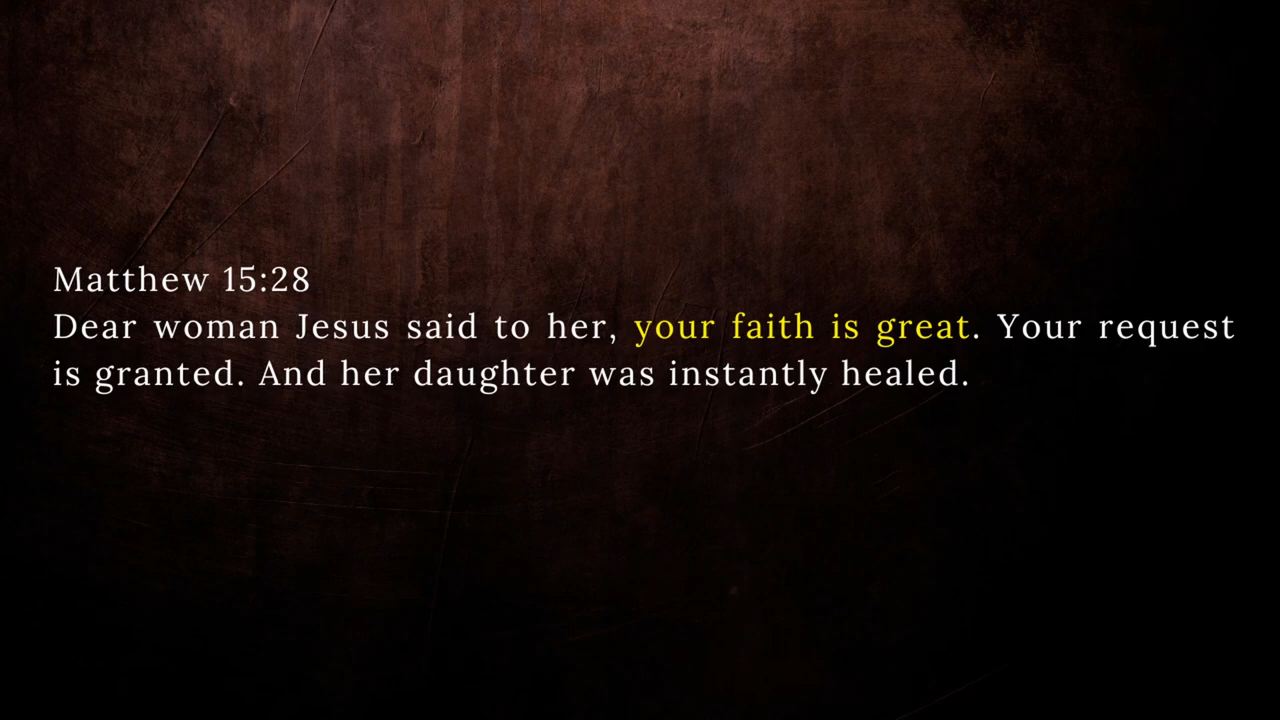 Matthew 15:28
Dear woman Jesus said to her, your faith is great. Your request
is granted. And her daughter was instantly healed.